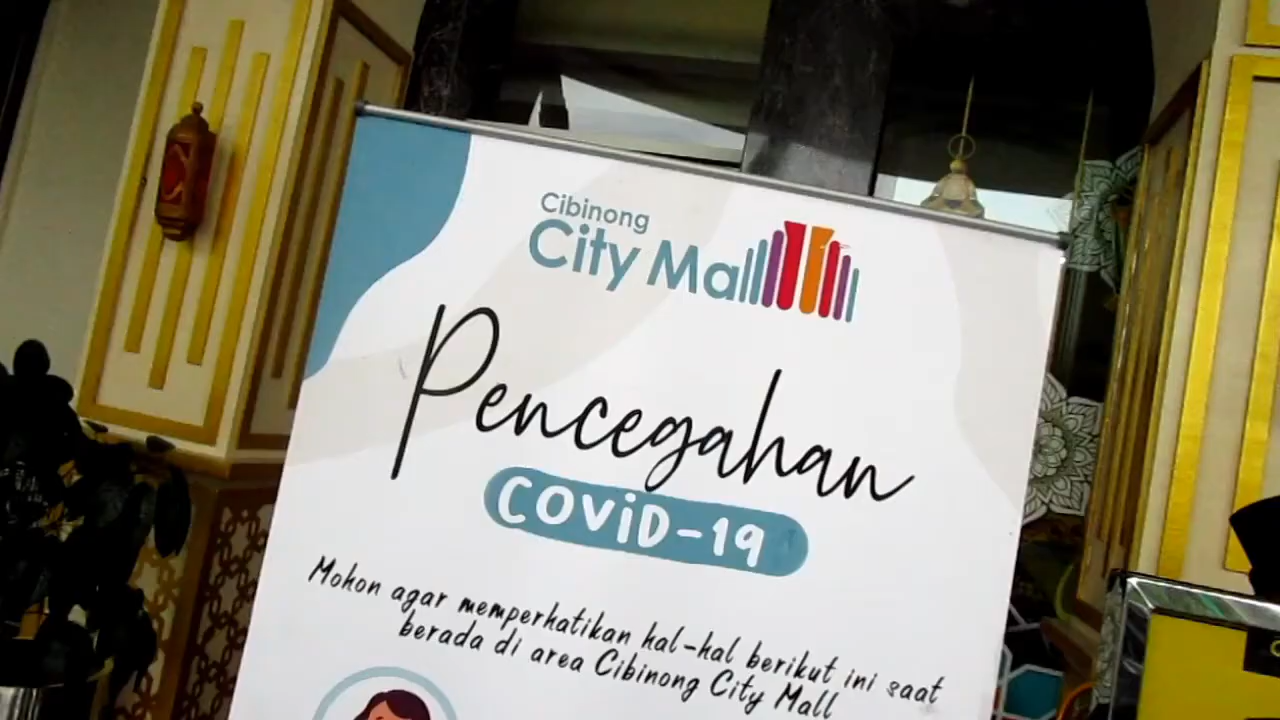 Cibinong
City Mall
Pencegahan
COViD-19
Mohon agar memperhatikan hal-hal berikut ini saat
berada di area Cibinong City Mall